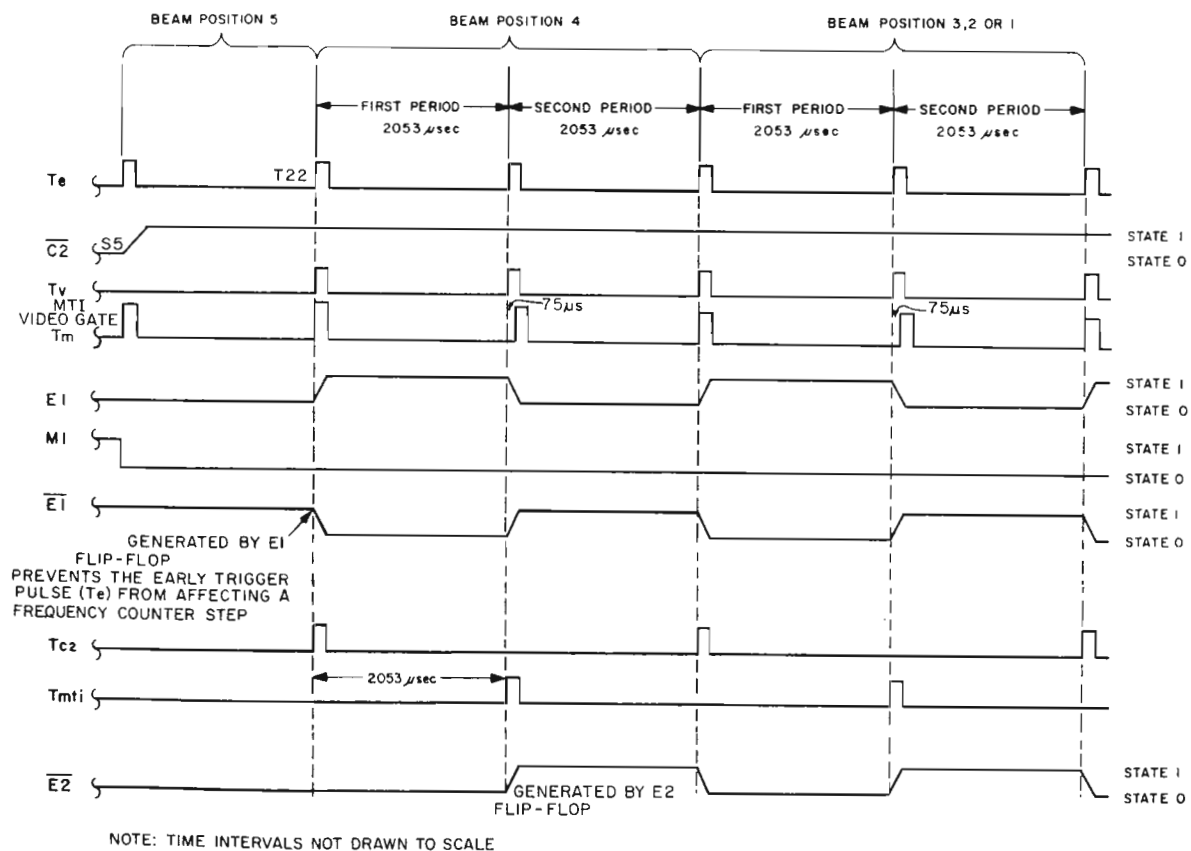 BEAM POSITION 5
BEAM POSITION 4
BEAM POSITION 3,2 OR 1
FIRST PERIOD
2053 µsec
SECOND PERIOD
2053 µsec
FIRST PERIOD
2053 µsec
SECOND PERIOD
2053 µsec
Te
T22
C2
S5
STATE 1
STATE 0
Tv
MTI
VIDEO GATE
Tm
75µs
75µs
E1
STATE 1
STATE 0
M1
STATE 1
STATE 0
E1
STATE 1
STATE 0
GENERATED BY E1
FLIP-FLOP
PREVENTS THE EARLY TRIGGER
PULSE (Te) FROM AFFECTING A
FREQUENCY COUNTER STEP
Tc2
2053 µsec
Tmti
E2
GENERATED BY E2
FLIP-FLOP
STATE 1
STATE 0
NOTE: TIME INTERVALS NOT DRAWN TO SCALE